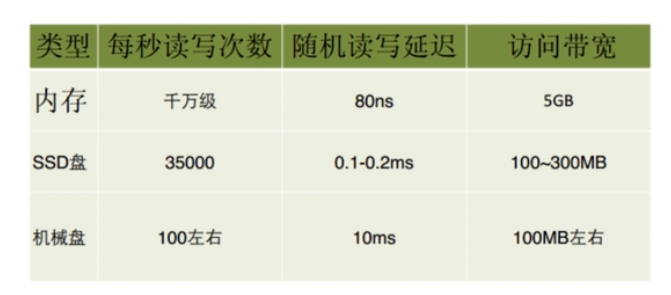 类型 每秒读写次数 随机读写延迟 访问带宽
内存 千万级 80ns 5GB
SSD盘 35000 0.1-0.2ms 100~300MB
机械盘 100左右 10ms 100MB左右